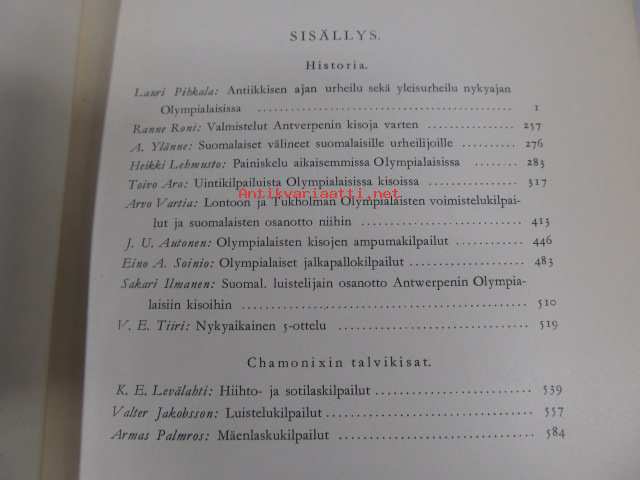 SISÄLLYS.
Historia.
Lauri Pihkala: Antiikkisen ajan urheilu sekä yleisurheilu nykyajan
Olympialaisissa .................................... 1
Ranne Roni: Valmistelut Antverpenin kisoja varten ............... 257
A. Ylänne: Suomalaiset välineet suomalaisille urheilijoille ......... 276
Heikki Lehmusto: Painiskelu aikaisemmissa Olympialaisissa ......... 283
Toivo Aro: Uintikilpailuista Olympialaisissa kisoissa ............ 317
Antikvariaatti.net
Arvo Vartia: Lontoon ja Tukholman Olympialaisten voimistelukilpai-
lut ja suomalaisten osanotto niihin ..................... 413
J. U. Autonen: Olympialaisten kisojen ampumakilpailut ......... 446
Eino A. Soinio: Olympialaiset jalkapallokilpailut ............... 483
Sakari Ilmanen: Suomal. luistelijain osanotto Antwerpenin Olympia-
laisiin kisoihin .................................... 510
V. E. Tiiri: Nykyaikainen 5-ottelu ........................ 519
Chamonixin talvikisat.
K. E. Levälahti: Hiihto- ja sotilaskilpailut .................. 539
Valter Jakobsson: Luistelukilpailut ........................ 557
Armas Palmros: Mäenlaskukilpailut ........................ 584